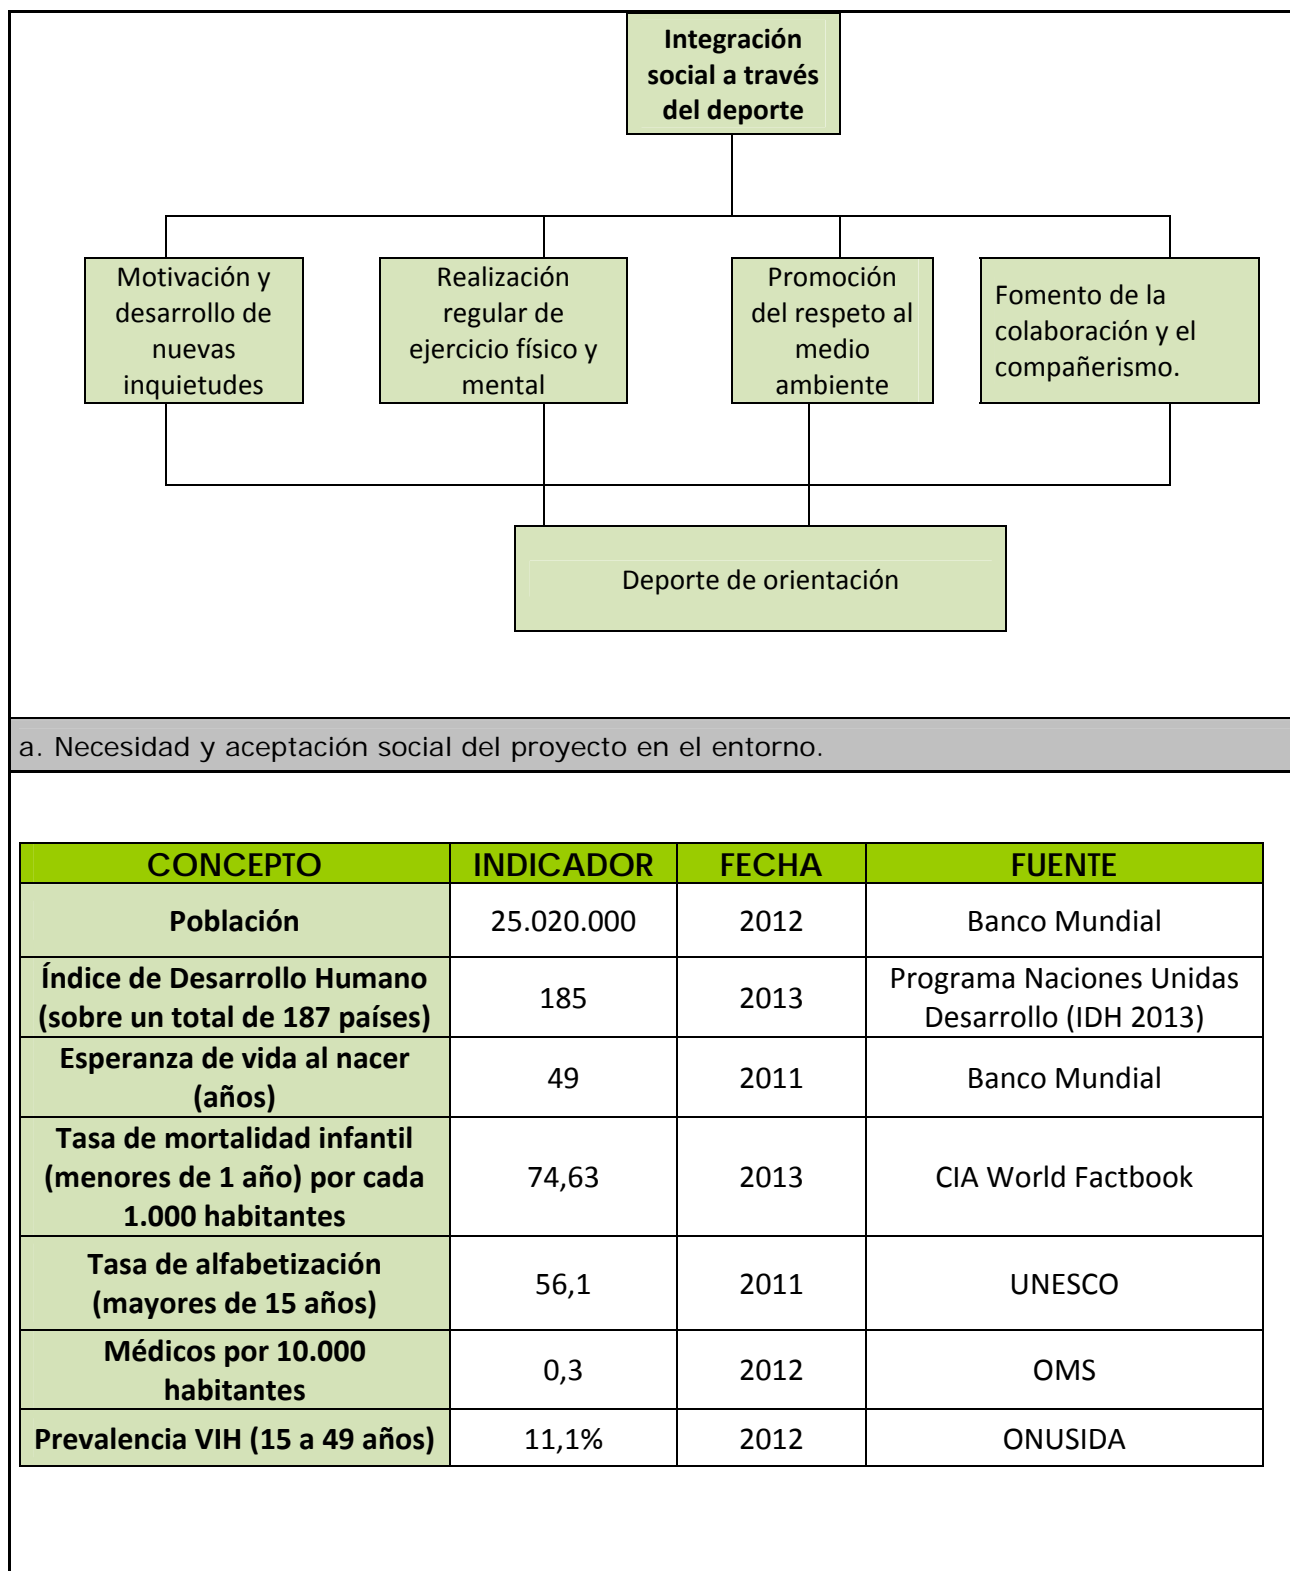 Integración
social a través
del deporte
Motivación y
desarrollo de
nuevas
inquietudes
Realización
regular de
ejercicio físico y
mental
Promoción
del respeto al
medio
ambiente
Fomento de la
colaboración y el
compañerismo.
Deporte de orientación
a. Necesidad y aceptación social del proyecto en el entorno.
CONCEPTO INDICADOR FECHA FUENTE
Población 25.020.000 2012 Banco Mundial
Índice de Desarrollo Humano
(sobre un total de 187 países)
185 2013
Programa Naciones Unidas
Desarrollo (IDH 2013)
Esperanza de vida al nacer
(años)
49 2011 Banco Mundial
Tasa de mortalidad infantil
(menores de 1 año) por cada
1.000 habitantes
74,63 2013 CIA World Factbook
Tasa de alfabetización
(mayores de 15 años)
56,1 2011 UNESCO
Médicos por 10.000
habitantes
0,3 2012 OMS
Prevalencia VIH (15 a 49 años) 11,1% 2012 ONUSIDA